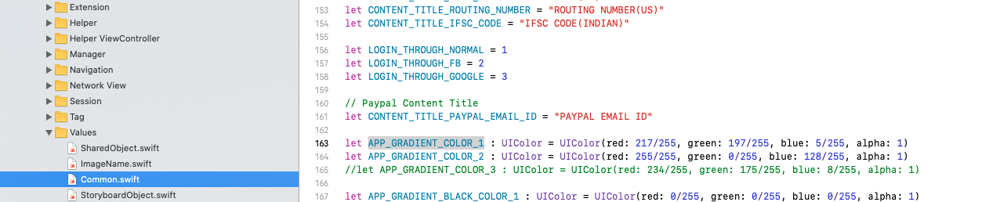 Extension
Helper
Helper ViewController
Manager
Navigation
Network View
Session
Tag
Values
SharedObject.swift
ImageName.swift
Common.swift
StoryboardObject.swift
153 let CONTENT_TITLE_ROUTING_NUMBER = "ROUTING NUMBER(US)"
154 let CONTENT_TITLE_IFSC_CODE = "IFSC CODE(INDIAN)"
155
156 let LOGIN_THROUGH_NORMAL = 1
157 let LOGIN_THROUGH_FB = 2
158 let LOGIN_THROUGH_GOOGLE = 3
159
160 // Paypal Content Title
161 let CONTENT_TITLE_PAYPAL_EMAIL_ID = "PAYPAL EMAIL ID"
162
163 let APP_GRADIENT_COLOR_1 : UIColor = UIColor(red: 217/255, green: 197/255, blue: 5/255, alpha: 1)
164 let APP_GRADIENT_COLOR_2 : UIColor = UIColor(red: 255/255, green: 0/255, blue: 128/255, alpha: 1)
165 //let APP_GRADIENT_COLOR_3 : UIColor = UIColor(red: 234/255, green: 175/255, blue: 8/255, alpha: 1)
166
167 let APP_GRADIENT_BLACK_COLOR_1 : UIColor = UIColor(red: 0/255, green: 0/255, blue: 0/255, alpha: 1)